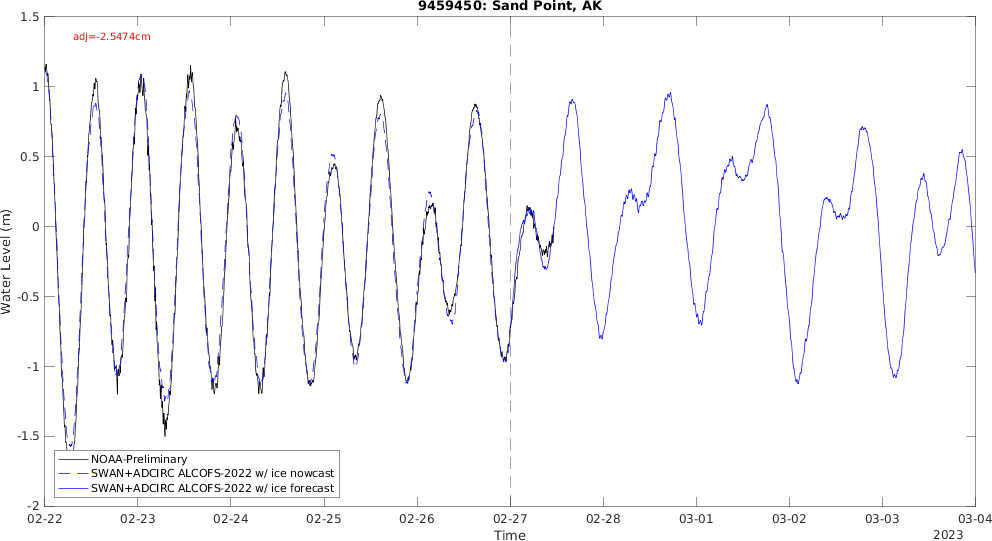 9459450: Sand Point, AK
adj=-2.5474cm
Water Level (m)
1.5
1
0.5
0
-0.5
-1
-1.5
-2
NOAA-Preliminary
SWAN+ADCIRC ALCOFS-2022 w/ ice nowcast
SWAN+ADCIRC ALCOFS-2022 w/ ice forecast
02-22 02-23 02-24 02-25 02-26 02-27 02-28 03-01 03-02 03-03 03-04
Time
2023